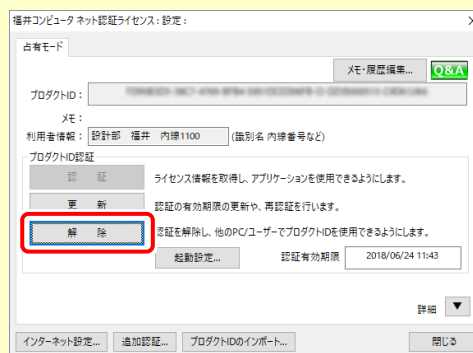 福井コンピュータ ネット認証ライセンス : 設定 :
占有モード
メモ・履歴編集... Q&A
プロダクトID :
メモ :
利用者情報 : 設計部 福井 内線1100 (識別名 内線番号など)
プロダクトID認証
認 証 ライセンス情報を取得し、アプリケーションを使用できるようにします。
更 新 認証の有効期限の更新や、再認証を行います。
解 除 認証を解除し、他のPC/ユーザーでプロダクトIDを使用できるようにします。
起動設定... 認証有効期限 2018/06/24 11:43
詳細 ▼
インターネット設定... 追加認証... プロダクトIDのインポート... 閉じる